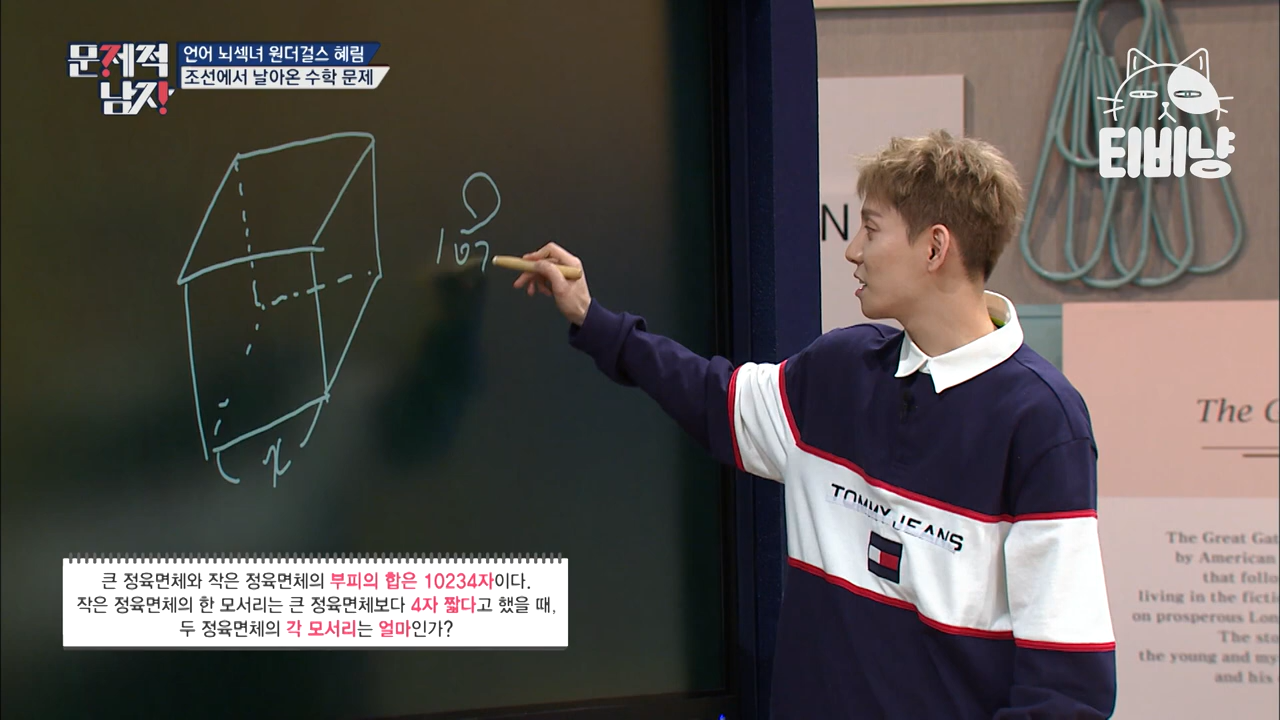 문제적
남자
언어 뇌섹녀 원더걸스 혜림
조선에서 날아온 수학 문제
티비냥
N
107
x
TOMMY JEANS
The G
The Great Gat
by American
that follo
living in the fictio
on prosperous Lon
The sto
the young and my
and his
큰 정육면체와 작은 정육면체의 부피의 합은 10234자이다.
작은 정육면체의 한 모서리는 큰 정육면체보다 4자 짧다고 했을 때,
두 정육면체의 각 모서리는 얼마인가?